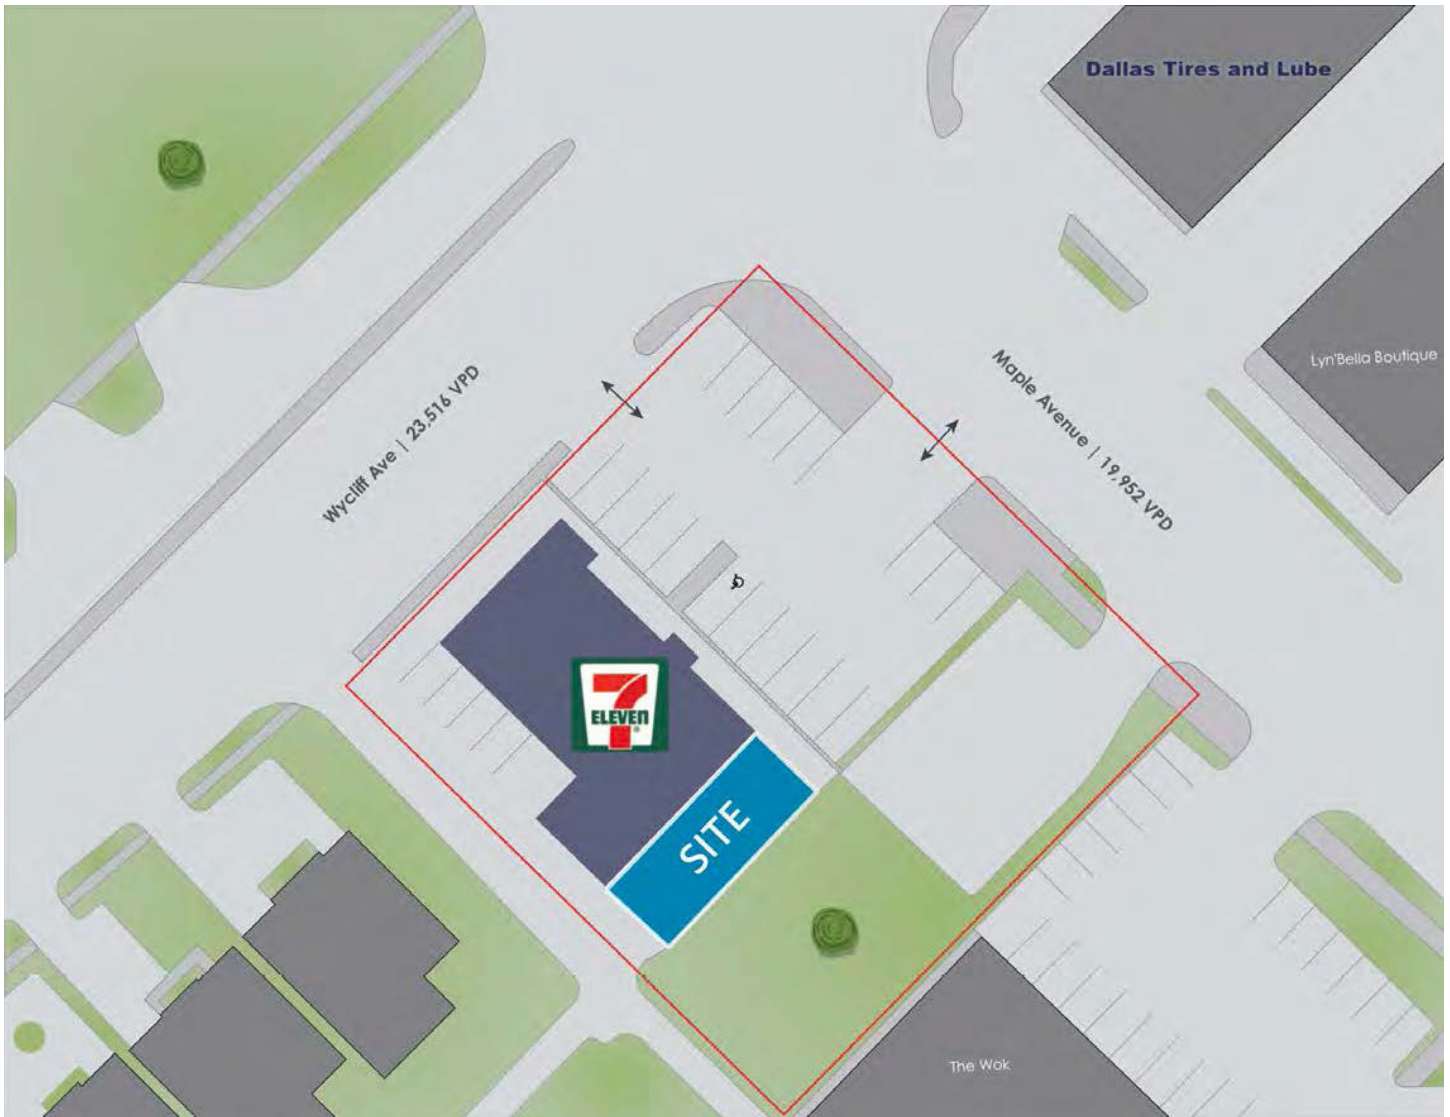 Dallas Tires and Lube
Lyn'Bella Boutique
Wycliff Ave | 23,516 VPD
Maple Avenue | 19,952 VPD
7
ELEVEn
®
SITE
The Wok